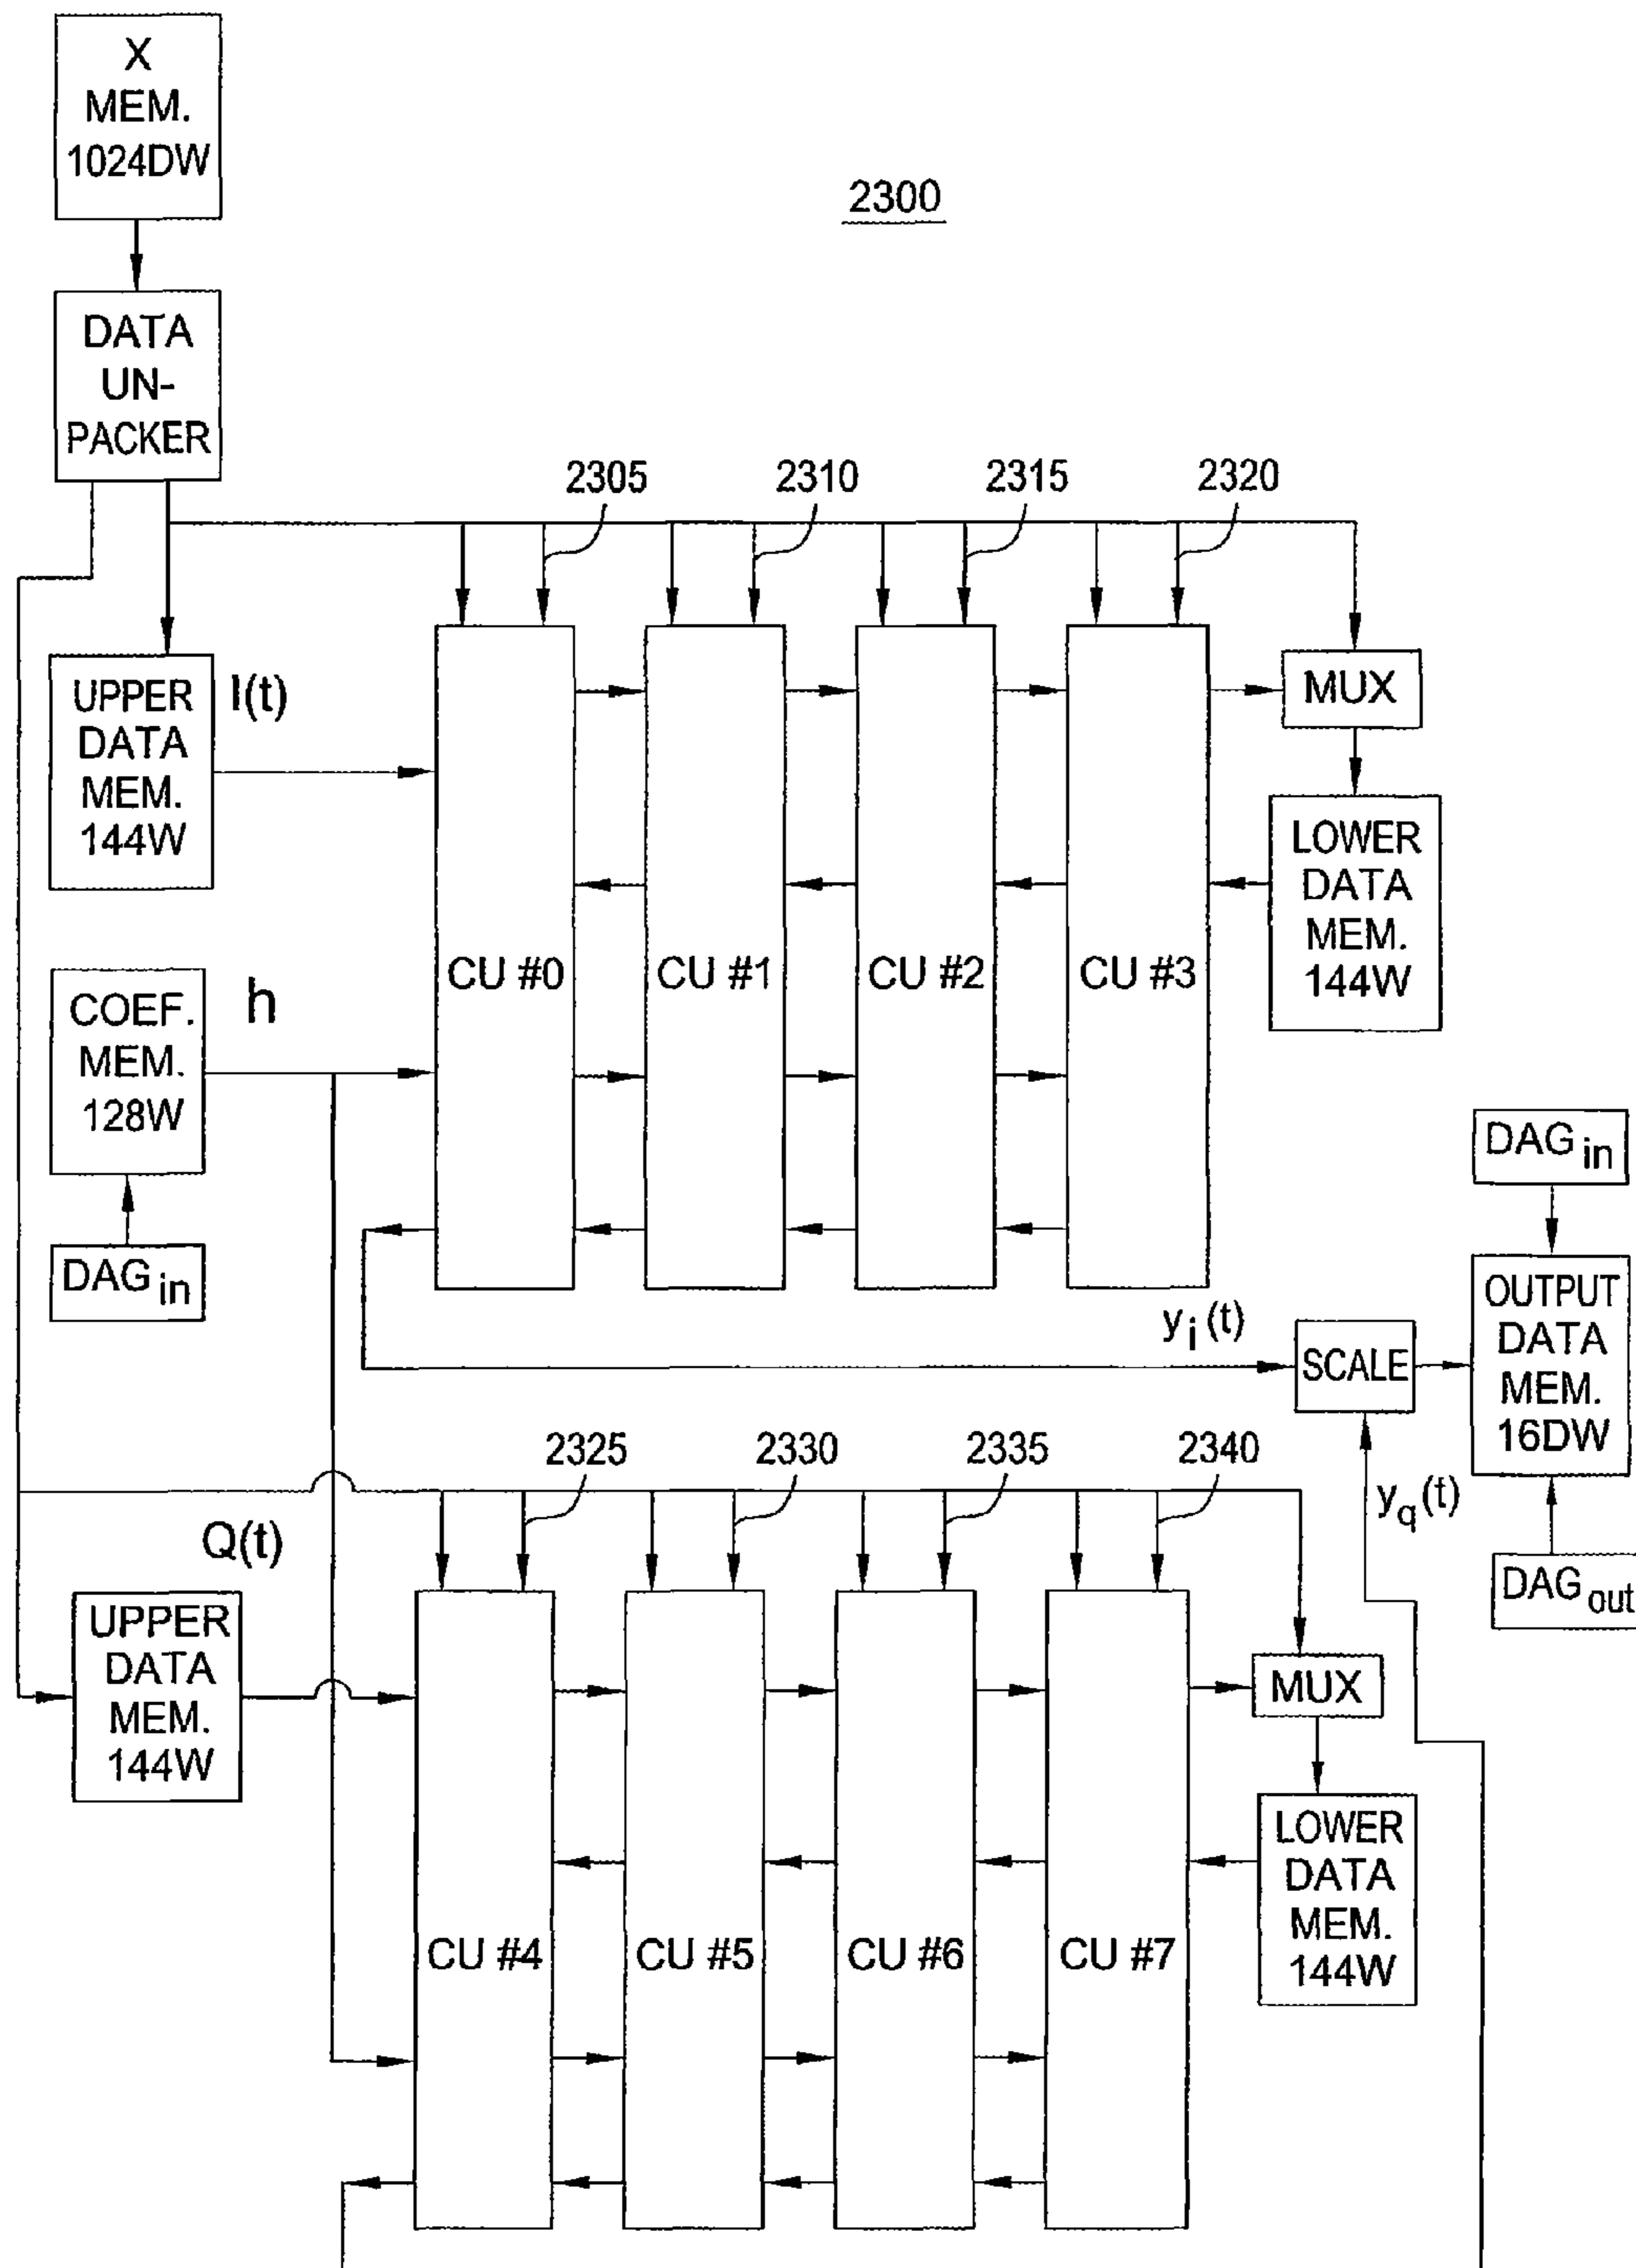 X
MEM.
1024DW
2300
DATA
UN-
PACKER
2305
2310
2315
2320
UPPER
DATA
MEM.
144W
I(t)
MUX
LOWER
DATA
MEM.
144W
CU #0
CU #1
CU #2
CU #3
COEF.
MEM.
128W
h
DAG in
DAG in
OUTPUT
DATA
MEM.
16DW
yi(t)
SCALE
2325
2330
2335
2340
yq(t)
DAG out
Q(t)
UPPER
DATA
MEM.
144W
MUX
LOWER
DATA
MEM.
144W
CU #4
CU #5
CU #6
CU #7